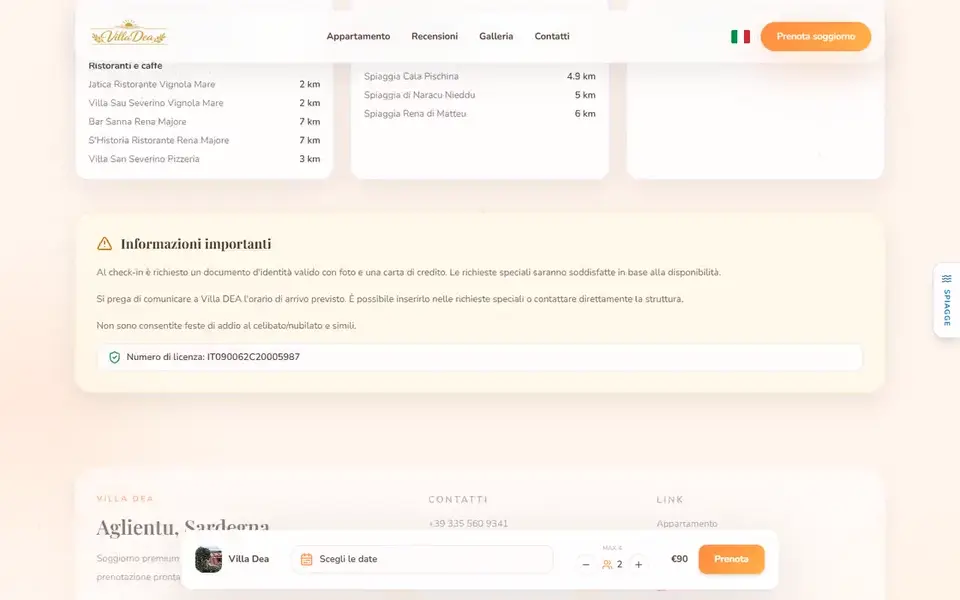 Villa Dea
Appartamento
Recensioni
Galleria
Contatti
Prenota soggiorno
Ristoranti e caffè
Jatica Ristorante Vignola Mare 2 km
Villa Sau Severino Vignola Mare 2 km
Bar Sanna Rena Majore 7 km
S'Historia Ristorante Rena Majore 7 km
Villa San Severino Pizzeria 3 km
Spiaggia Cala Pischina 4.9 km
Spiaggia di Naracu Nieddu 5 km
Spiaggia Rena di Matteu 6 km
Informazioni importanti
Al check-in è richiesto un documento d'identità valido con foto e una carta di credito. Le richieste speciali saranno soddisfatte in base alla disponibilità.
Si prega di comunicare a Villa DEA l'orario di arrivo previsto. È possibile inserirlo nelle richieste speciali o contattare direttamente la struttura.
Non sono consentite feste di addio al celibato/nubilato e simili.
Numero di licenza: IT090062C20005987
SPIAGGE
VILLA DEA
Aglientu, Sardegna
Soggiorno premium
prenotazione pronta
CONTATTI
+39 335 560 9341
LINK
Appartamento
Villa Dea
Scegli le date
− 2 +
€90
Prenota